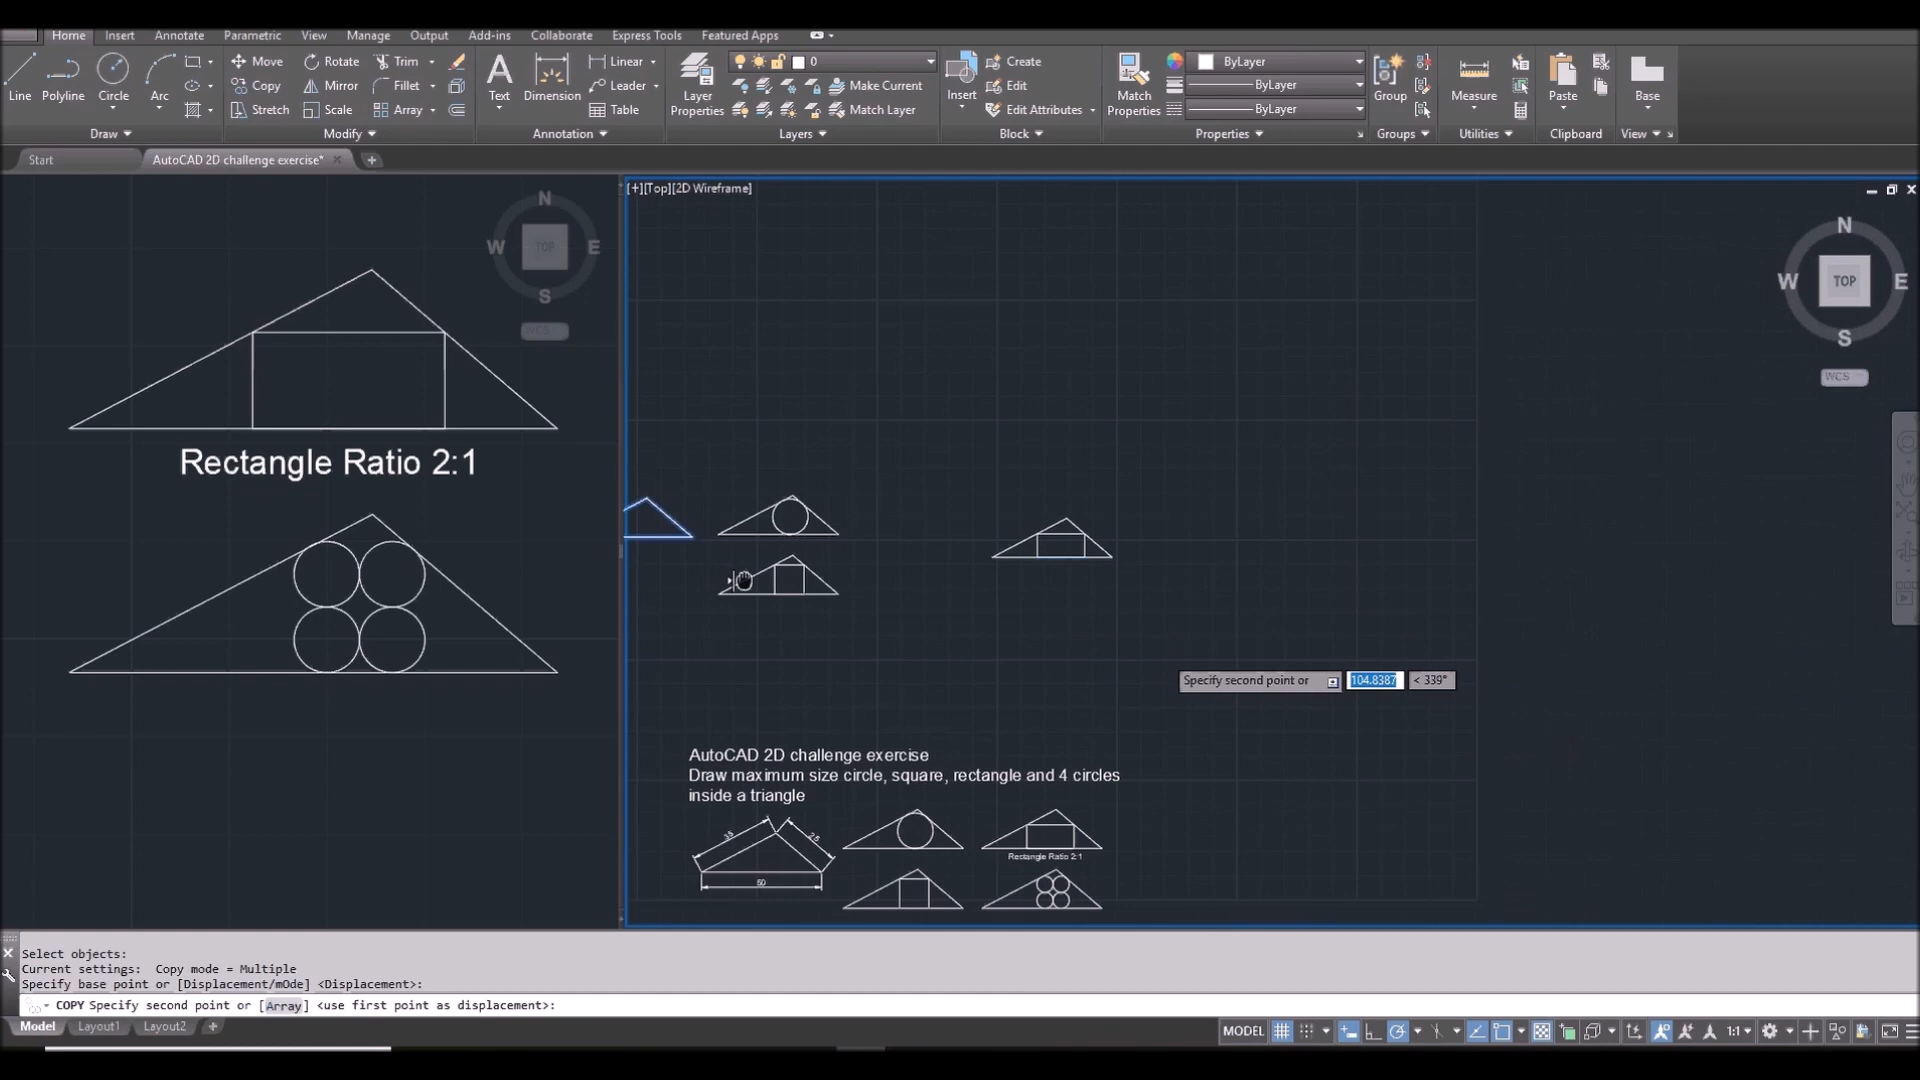 Home Insert Annotate Parametric View Manage Output Add-ins Collaborate Express Tools Featured Apps
Line Polyline Circle Arc
Move Rotate Trim
Copy Mirror Fillet
Stretch Scale Array
Text Dimension
Linear
Leader
Table
Layer Properties
0
Make Current
Match Layer
Insert
Create
Edit
Edit Attributes
Match Properties
ByLayer
ByLayer
ByLayer
Group
Measure
Paste
Base
Draw Modify Annotation Layers Block Properties Groups Utilities Clipboard View
Start AutoCAD 2D challenge exercise*
[+][Top][2D Wireframe]
N
W TOP E
S
WCS
N
W TOP E
S
WCS
Rectangle Ratio 2:1
Specify second point or 104.8387 < 339°
AutoCAD 2D challenge exercise
Draw maximum size circle, square, rectangle and 4 circles
inside a triangle
35
25
50
Rectangle Ratio 2:1
Select objects:
Current settings: Copy mode = Multiple
Specify base point or [Displacement/mOde] <Displacement>:
COPY Specify second point or [Array] <use first point as displacement>:
Model Layout1 Layout2
MODEL 1:1